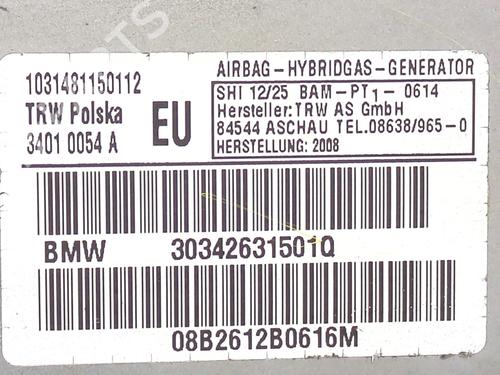 1031481150112
TRW Polska
3401 0054 A
EU
AIRBAG-HYBRIDGAS-GENERATOR
SHI 12/25 BAM-PT1-0614
Hersteller:TRW AS GmbH
84544 ASCHAU TEL.08638/965-0
HERSTELLUNG: 2008
BMW 30342631501Q
08B2612B0616M